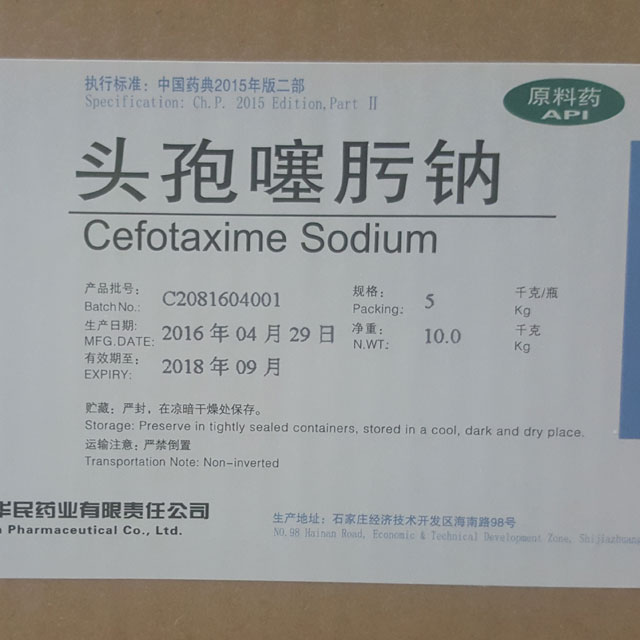 执行标准：中国药典2015年版二部
Specification: Ch.P. 2015 Edition,Part Ⅱ
原料药
API
头孢噻肟钠
Cefotaxime Sodium
产品批号：
Batch No.: C2081604001
规格：
Packing: 5 千克/瓶
Kg
生产日期：
MFG.DATE: 2016 年 04 月 29 日
净重：
N.WT: 10.0 千克
Kg
有效期至：
EXPIRY: 2018 年 09 月
贮藏：严封，在凉暗干燥处保存。
Storage: Preserve in tightly sealed containers, stored in a cool, dark and dry place.
运输注意：严禁倒置
Transportation Note: Non-inverted
华民药业有限责任公司
Pharmaceutical Co., Ltd.
生产地址：石家庄经济技术开发区海南路98号
NO.98 Hainan Road, Economic & Technical Development Zone, Shijiazhuang